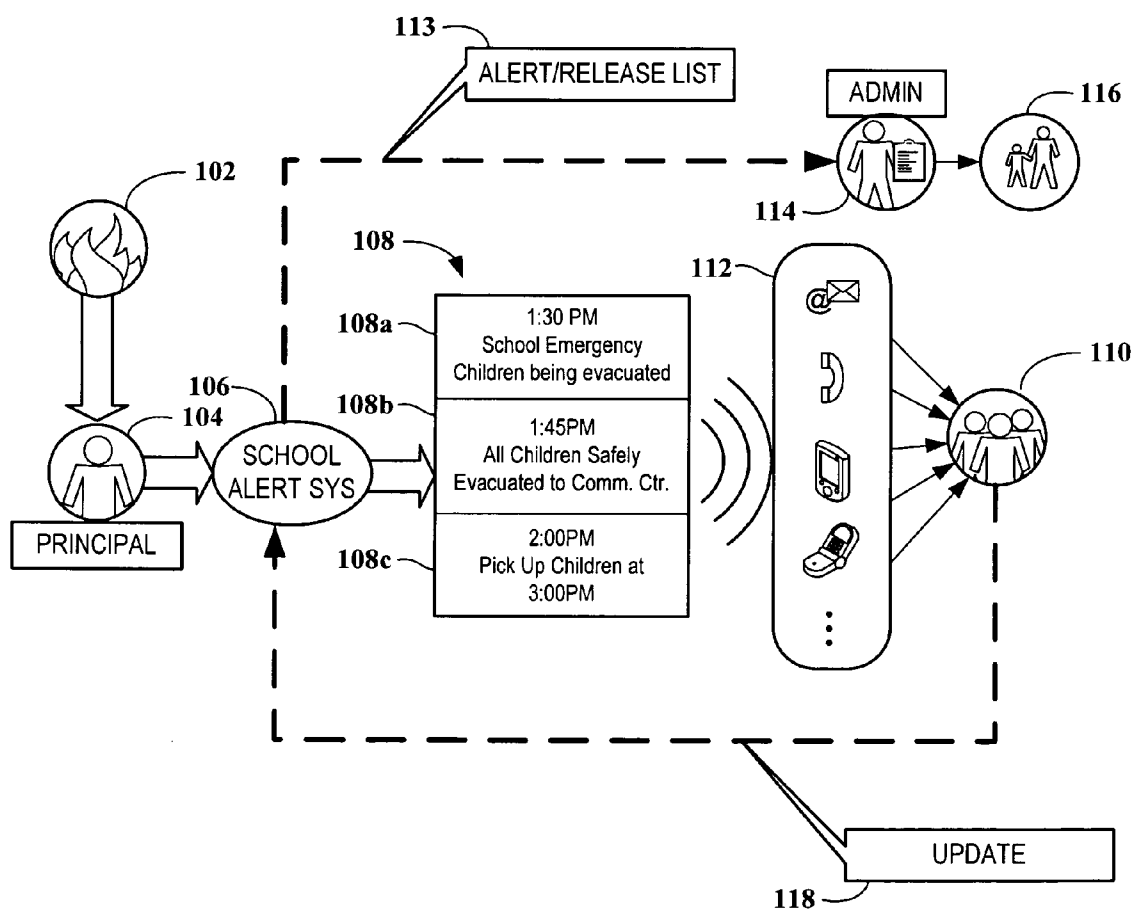 113
ALERT/RELEASE LIST
ADMIN
116
102
114
108
112
@
108a
1:30 PM
School Emergency
Children being evacuated
110
106
104
108b
1:45PM
All Children Safely
Evacuated to Comm. Ctr.
SCHOOL
ALERT SYS
PRINCIPAL
108c
2:00PM
Pick Up Children at
3:00PM
UPDATE
118